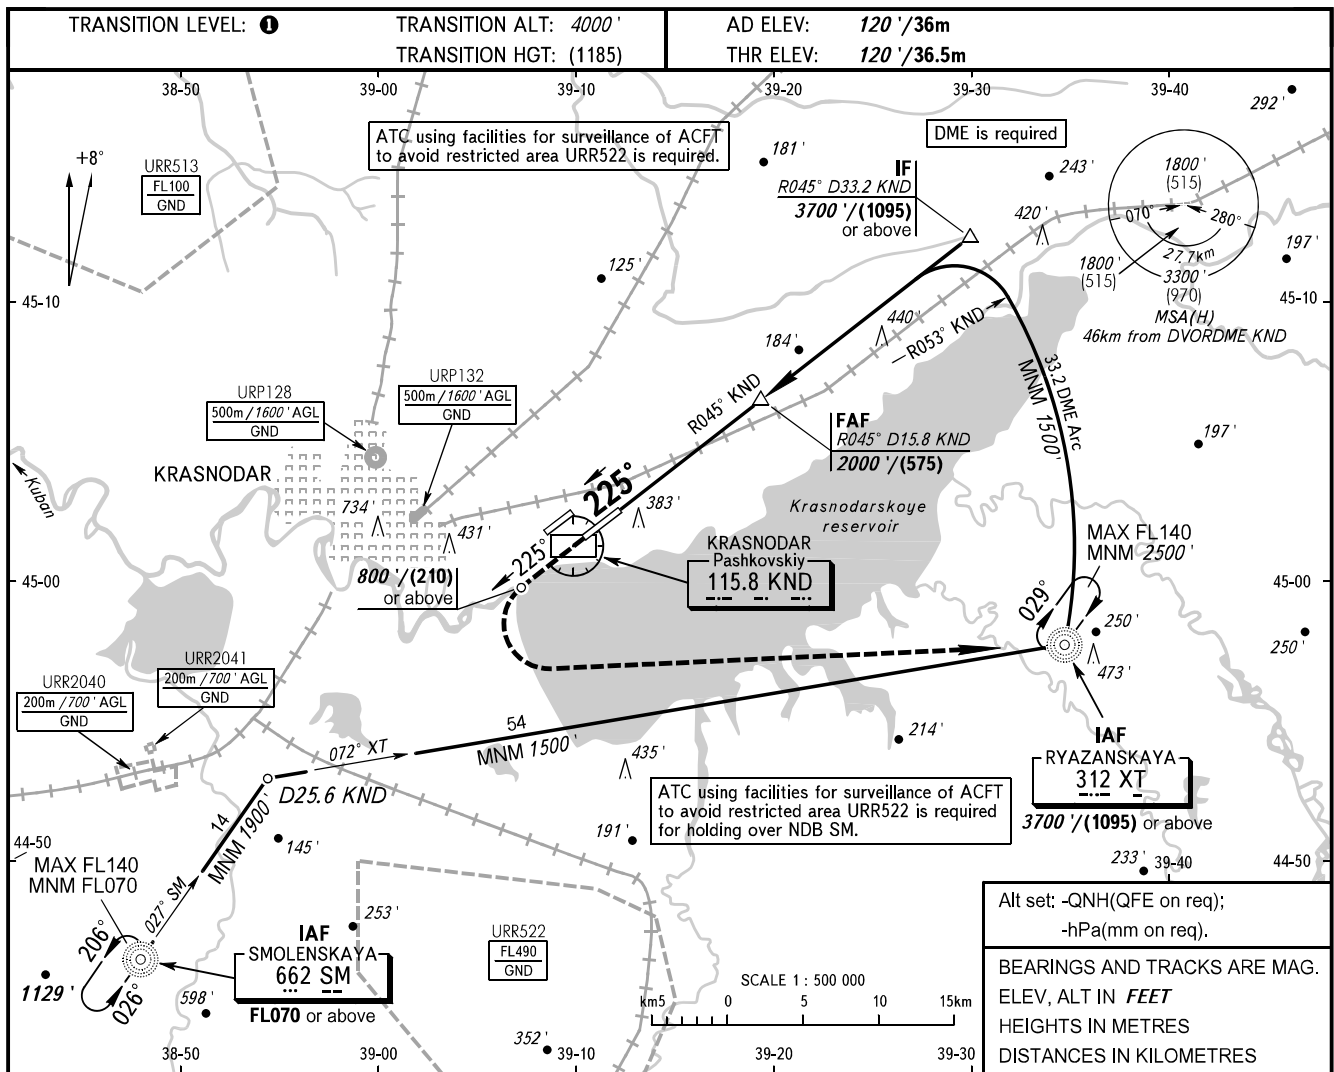 TRANSITION LEVEL: ❶
TRANSITION ALT: 4000'
TRANSITION HGT: (1185)
AD ELEV: 120'/36m
THR ELEV: 120'/36.5m
38-50 39-00 39-10 39-20 39-30 39-40
292'
ATC using facilities for surveillance of ACFT
to avoid restricted area URR522 is required.
DME is required
+8°
URR513
FL100
GND
181'
IF
R045° D33.2 KND
3700'/(1095)
or above
243'
420'
1800'
(515)
070° 280°
27.7km
1800'
(515)
3300'
(970)
MSA(H)
46km from DVORDME KND
197'
125'
45-10
45-10
440'
R053° KND
184'
33.2 DME Arc
MNM 1500'
URP128
500m/1600' AGL
GND
URP132
500m/1600' AGL
GND
R045° KND
FAF
R045° D15.8 KND
2000'/(575)
197'
KRASNODAR
Kuban
734'
431'
225°
383'
Krasnodarskaye
reservoir
MAX FL140
MNM 2500'
225°
KRASNODAR
Pashkovskiy
115.8 KND
800'/(210)
or above
45-00
45-00
029°
250'
250'
473'
URR2041
200m/700' AGL
GND
URR2040
200m/700' AGL
GND
54
MNM 1500'
072° XT
214'
435'
IAF
RYAZANSKAYA
312 XT
3700'/(1095) or above
D25.6 KND
14
MNM 1900'
ATC using facilities for surveillance of ACFT
to avoid restricted area URR522 is required
for holding over NDB SM.
191'
145'
44-50
233'
39-40
44-50
MAX FL140
MNM FL070
027° SM
206°
026°
253'
IAF
SMOLENSKAYA
662 SM
FL070 or above
URR522
FL490
GND
1129'
598'
352'
SCALE 1 : 500 000
km5 0 5 10 15km
38-50 39-00 39-10 39-20 39-30
Alt set: -QNH(QFE on req);
-hPa(mm on req).
BEARINGS AND TRACKS ARE MAG.
ELEV, ALT IN FEET
HEIGHTS IN METRES
DISTANCES IN KILOMETRES